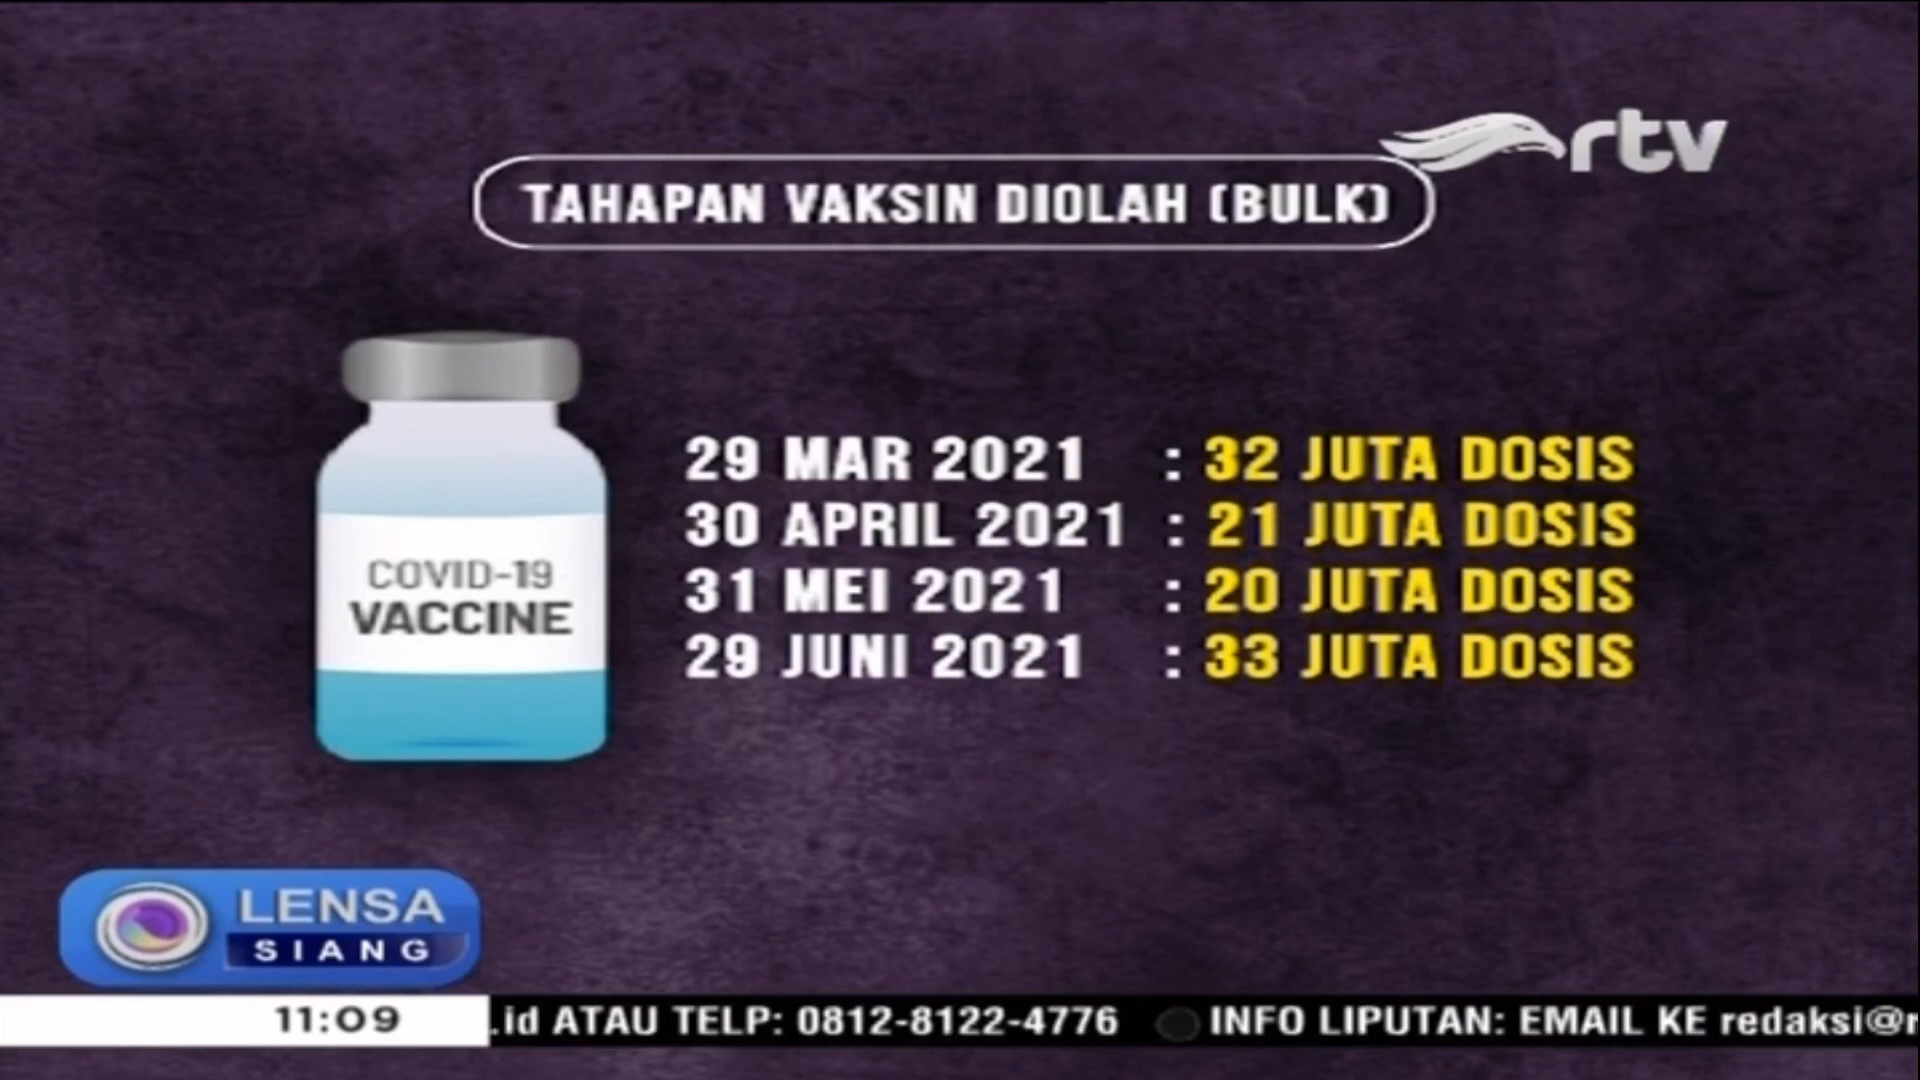 rtv
TAHAPAN VAKSIN DIOLAH (BULK)
COVID-19
VACCINE
29 MAR 2021 : 32 JUTA DOSIS
30 APRIL 2021 : 21 JUTA DOSIS
31 MEI 2021 : 20 JUTA DOSIS
29 JUNI 2021 : 33 JUTA DOSIS
LENSA
SIANG
11:09 .id ATAU TELP: 0812-8122-4776 INFO LIPUTAN: EMAIL KE redaksi@r